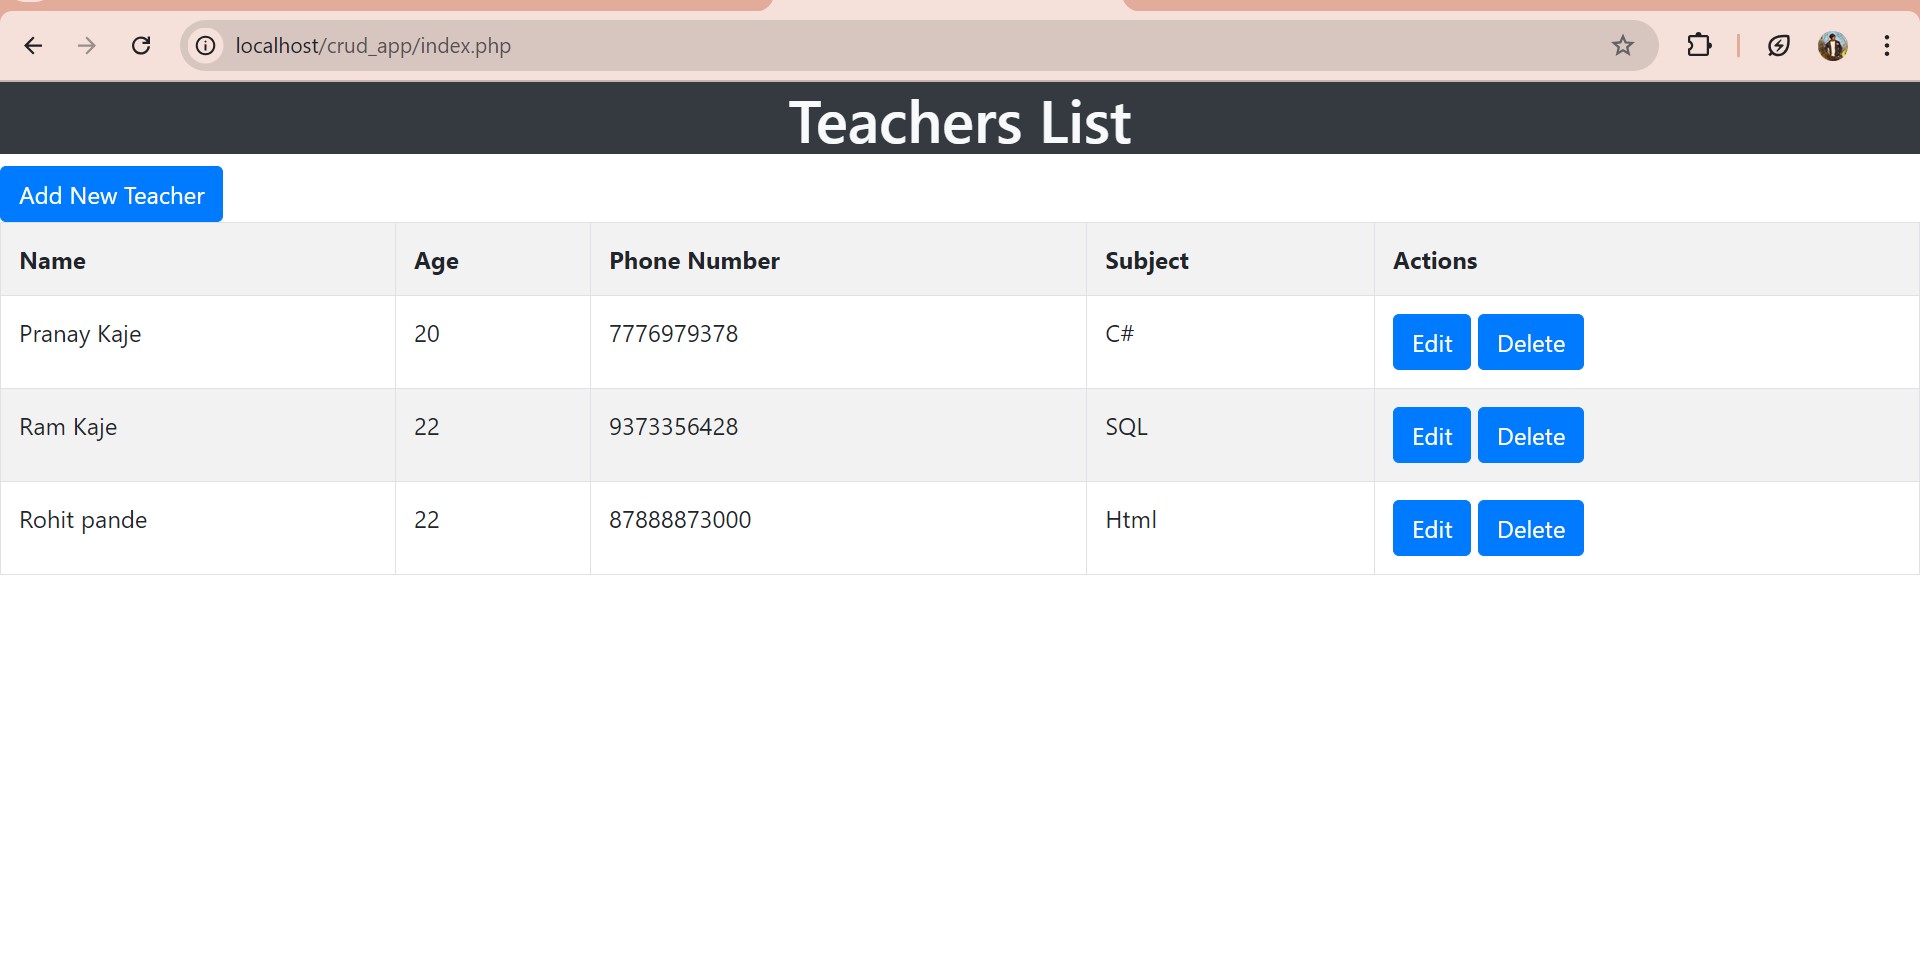 localhost/crud_app/index.php
Teachers List
Add New Teacher
Name Age Phone Number Subject Actions
Pranay Kaje 20 7776979378 C# Edit Delete
Ram Kaje 22 9373356428 SQL Edit Delete
Rohit pande 22 87888873000 Html Edit Delete